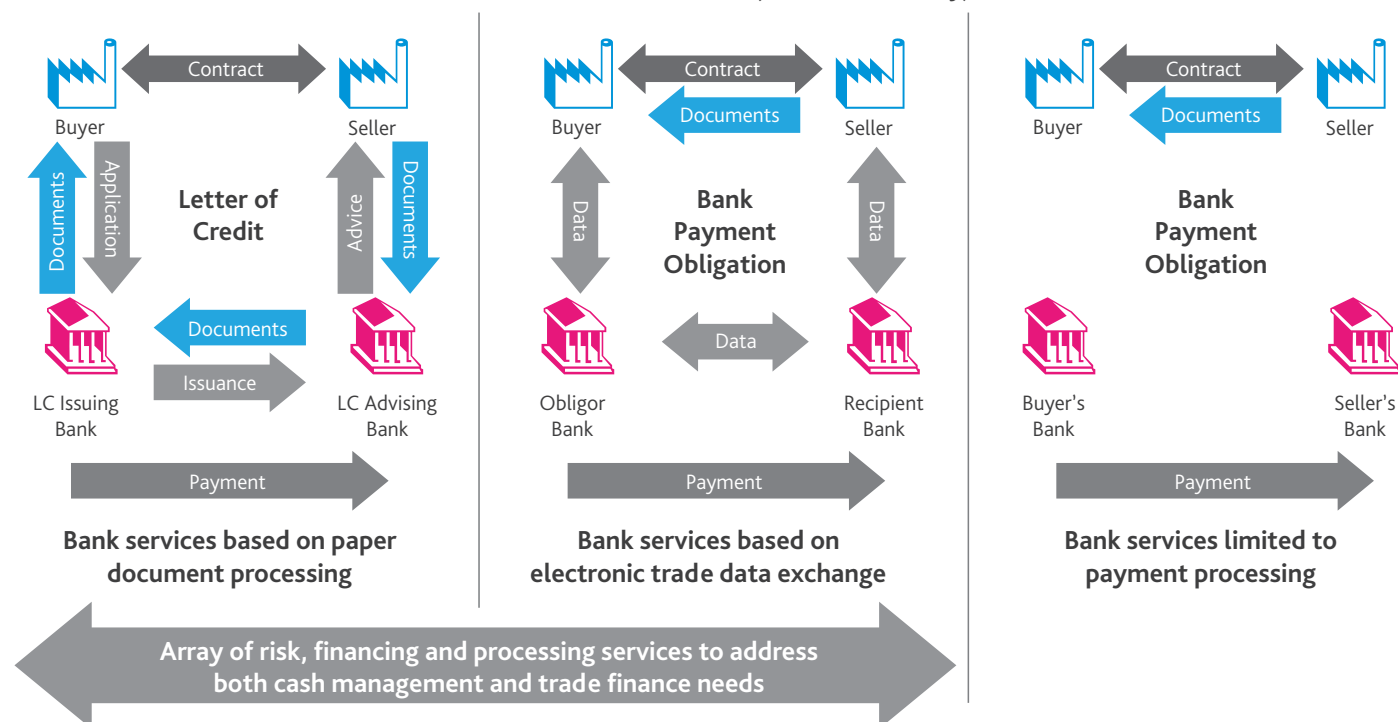 Contract
Buyer
Seller
Documents
Application
Letter of
Credit
Advice
Documents
Documents
Issuance
LC Issuing
Bank
LC Advising
Bank
Payment
Bank services based on paper
document processing
Contract
Documents
Buyer
Seller
Data
Bank
Payment
Obligation
Data
Data
Obligor
Bank
Recipient
Bank
Payment
Bank services based on
electronic trade data exchange
Contract
Documents
Buyer
Seller
Bank
Payment
Obligation
Buyer's
Bank
Seller's
Bank
Payment
Bank services limited to
payment processing
Array of risk, financing and processing services to address
both cash management and trade finance needs